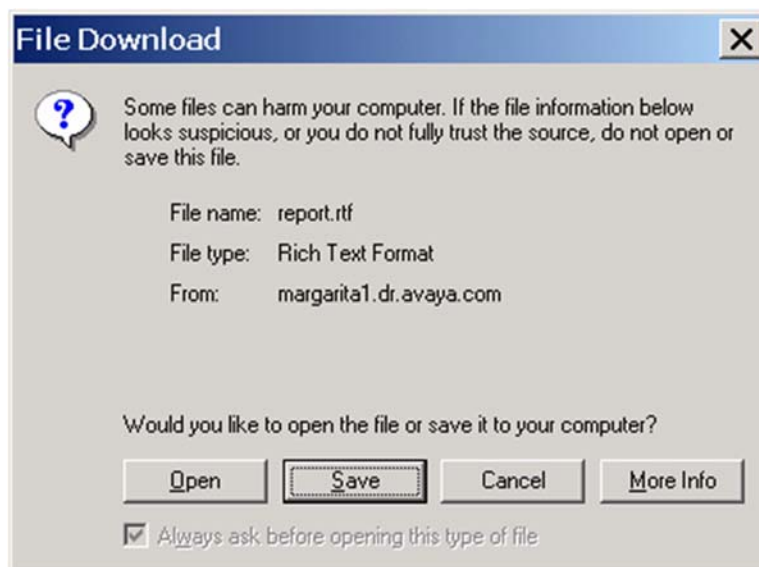 File Download
Some files can harm your computer. If the file information below
looks suspicious, or you do not fully trust the source, do not open or
save this file.
File name: report.rtf
File type: Rich Text Format
From: margarita1.dr.avaya.com
Would you like to open the file or save it to your computer?
Open Save Cancel More Info
Always ask before opening this type of file